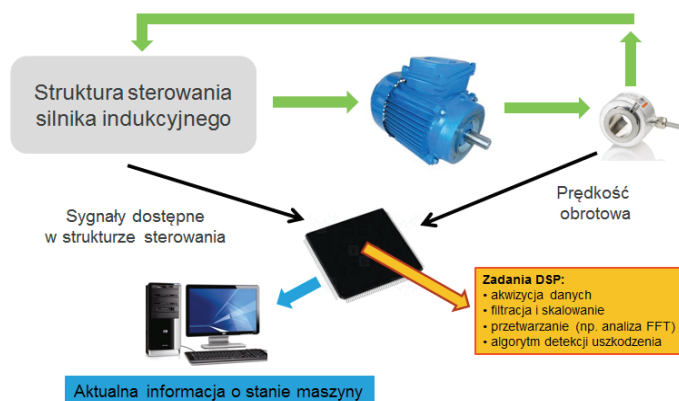 Struktura sterowania
silnika indukcyjnego
Sygnały dostępne
w strukturze sterowania
Prędkość
obrotowa
Zadania DSP:
• akwizycja danych
• filtracja i skalowanie
• przetwarzanie (np. analiza FFT)
• algorytm detekcji uszkodzenia
Aktualna informacja o stanie maszyny